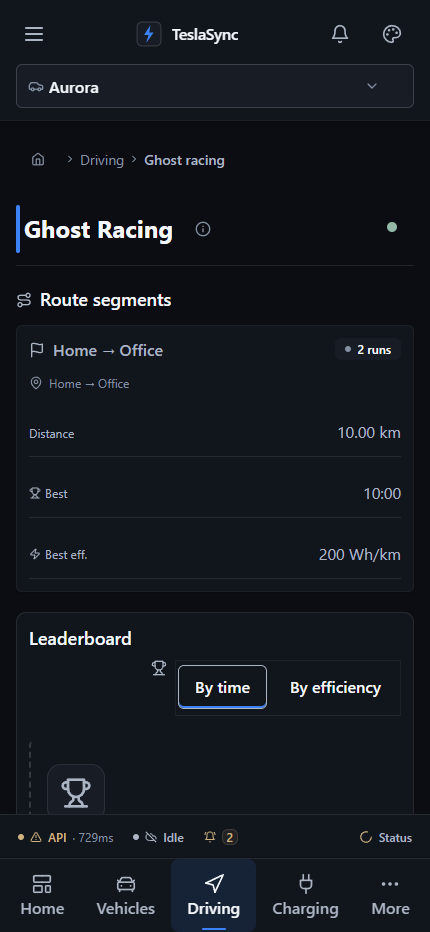 TeslaSync
Aurora
Driving > Ghost racing
Ghost Racing
Route segments
Home → Office
2 runs
Home → Office
Distance
10.00 km
Best
10:00
Best eff.
200 Wh/km
Leaderboard
By time
By efficiency
API · 729ms
Idle
2
Status
Home
Vehicles
Driving
Charging
More